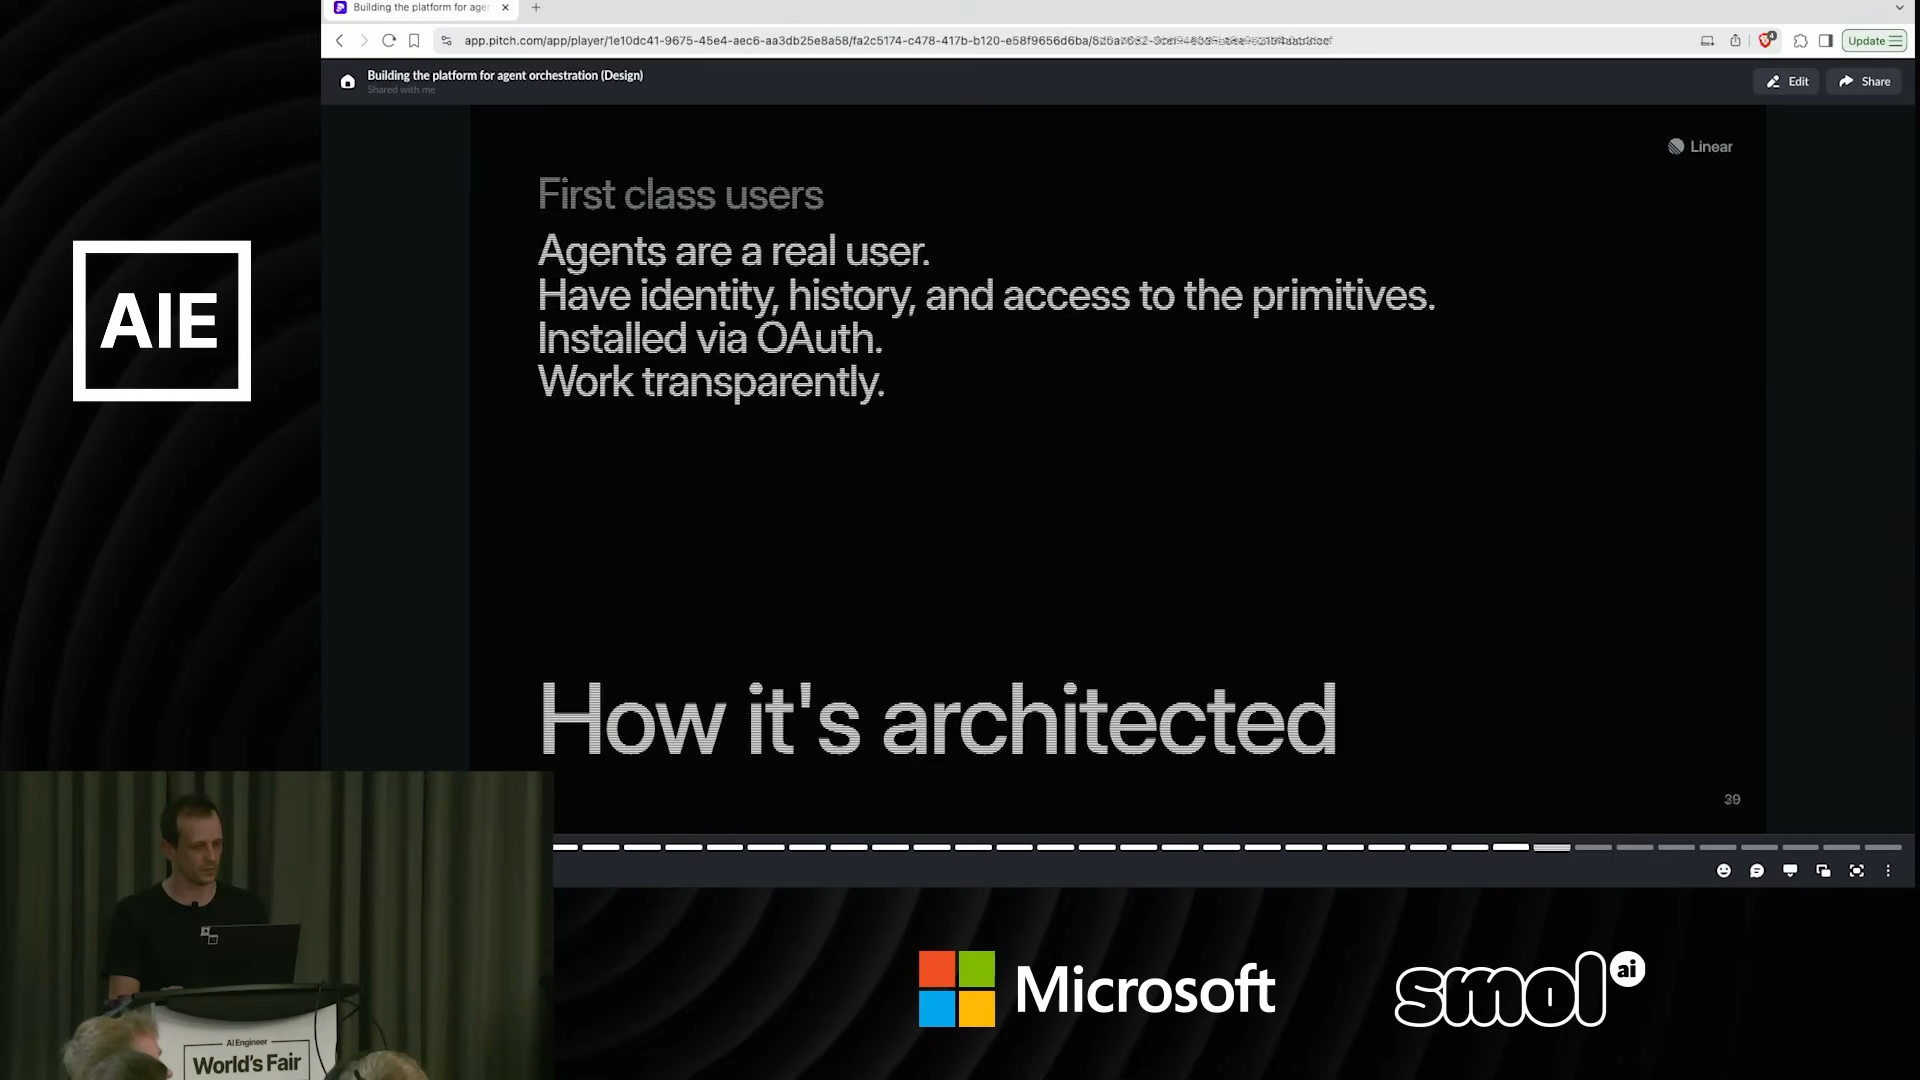 Building the platform for age
app.pitch.com/app/player/1e10dc41-9675-45e4-aec6-aa3db25e8a58/fa2c5174-c478-417b-b120-e58f9656d6ba/
Update
Building the platform for agent orchestration (Design)
Shared with me
Edit
Share
Linear
First class users
Agents are a real user.
Have identity, history, and access to the primitives.
Installed via OAuth.
Work transparently.
How it's architected
39
AIE
AI Engineer
World's Fair
Microsoft
smol ai